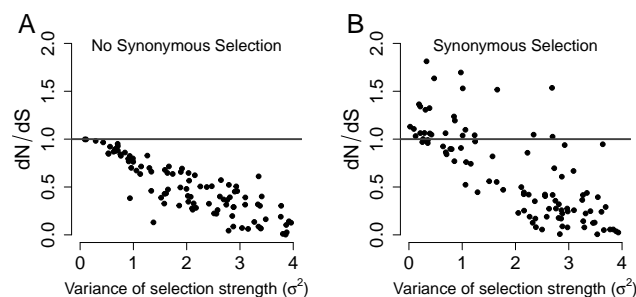 A
No Synonymous Selection
dN/dS
2.0
1.5
1.0
0.5
0.0
0 1 2 3 4
Variance of selection strength (σ²)
B
Synonymous Selection
dN/dS
2.0
1.5
1.0
0.5
0.0
0 1 2 3 4
Variance of selection strength (σ²)